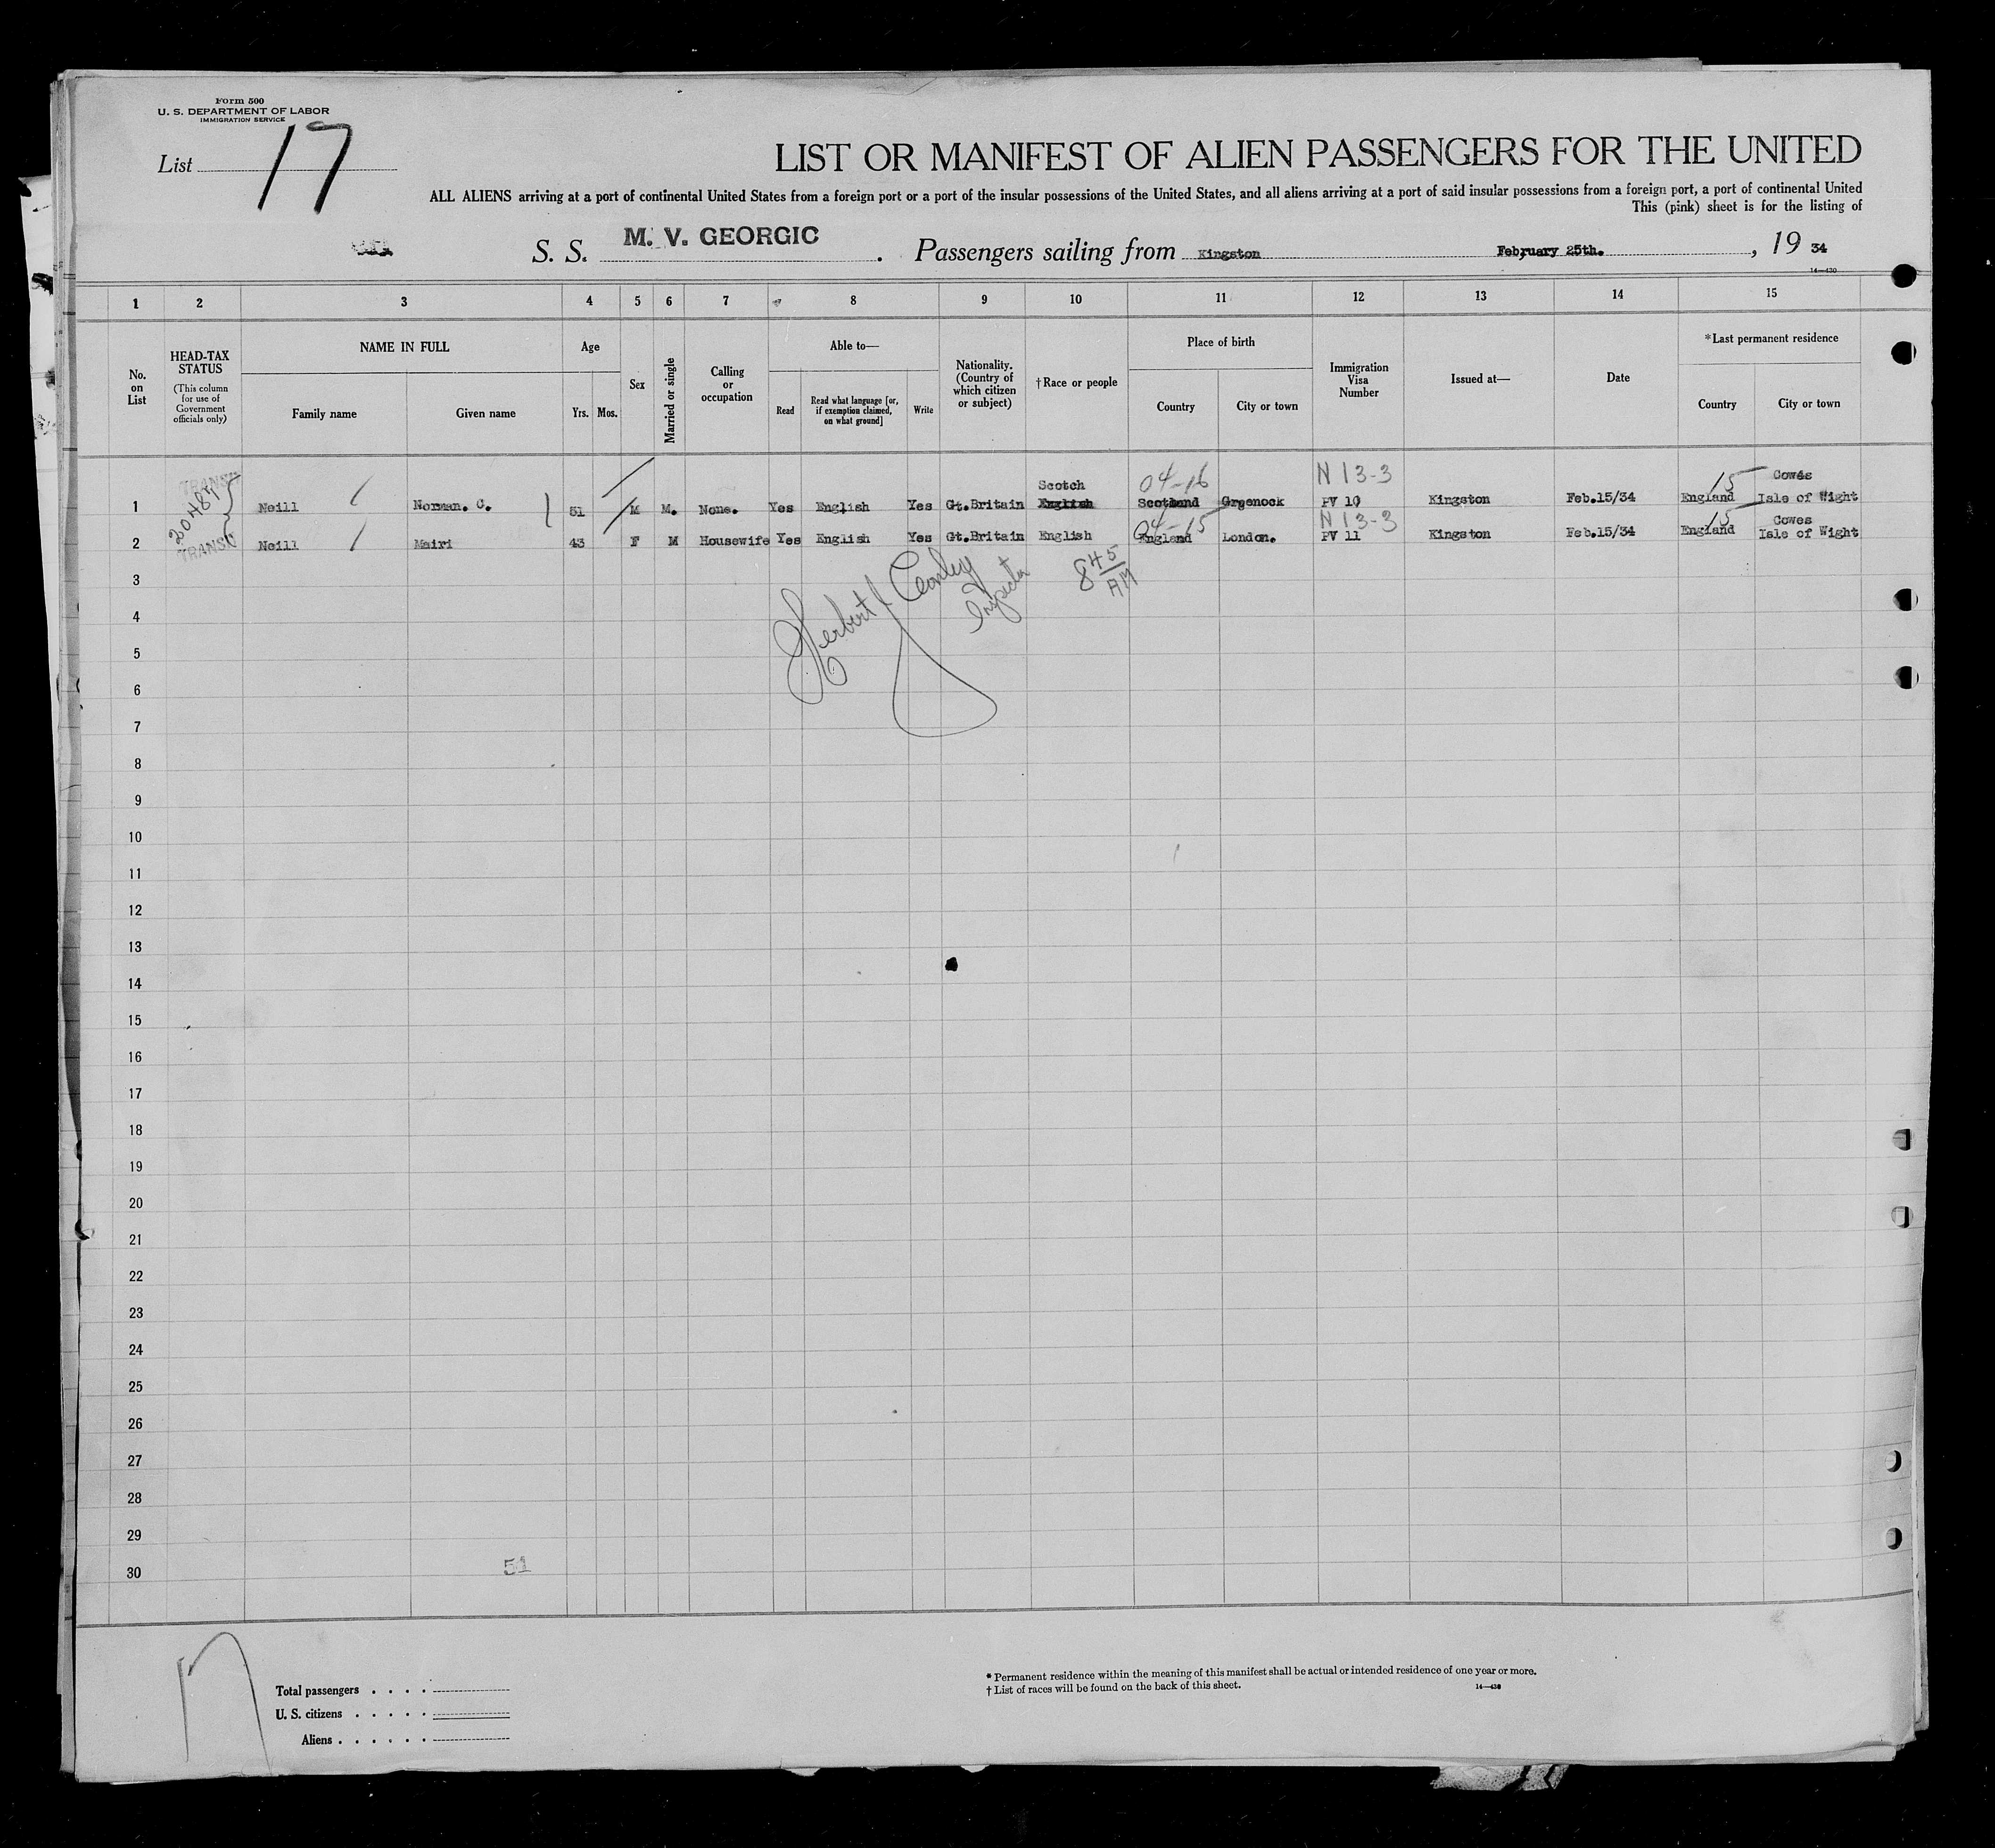 Form 500
U. S. DEPARTMENT OF LABOR
IMMIGRATION SERVICE
List 17
LIST OR MANIFEST OF ALIEN PASSENGERS FOR THE UNITED
ALL ALIENS arriving at a port of continental United States from a foreign port or a port of the insular possessions of the United States, and all aliens arriving at a port of said insular possessions from a foreign port, a port of continental United
This (pink) sheet is for the listing of
S. S. M. V. GEORGIC . Passengers sailing from Kingston February 25th. , 19 34
14—430
1 2 3 4 5 6 7 8 9 10 11 12 13 14 15
No. on List
HEAD-TAX STATUS (This column for use of Government officials only)
NAME IN FULL
Family name Given name
Age
Yrs. Mos.
Sex
Married or single
Calling or occupation
Able to—
Read Read what language [or, if exemption claimed, on what ground] Write
Nationality. (Country of which citizen or subject)
†Race or people
Place of birth
Country City or town
Immigration Visa Number
Issued at—
Date
*Last permanent residence
Country City or town
TRANSI 04-16 N 13-3 15 Cowes
Scotch
1 Neill Norman. C. 51 M M. None. Yes English Yes Gt.Britain English Scotland Greenock PV 10 Kingston Feb.15/34 England Isle of Wight
04-15 N 13-3 15 Cowes
2 TRANSI Neill Mairi 43 F M Housewife Yes English Yes Gt.Britain English England London. PV 11 Kingston Feb.15/34 England Isle of Wight
8 45 AM
Herbert Inspector
3
4
5
6
7
8
9
10
11
12
13
14
15
16
17
18
19
20
21
22
23
24
25
26
27
28
29
30
51
Total passengers . . . .
U. S. citizens . . . . .
Aliens . . . . . .
* Permanent residence within the meaning of this manifest shall be actual or intended residence of one year or more.
† List of races will be found on the back of this sheet.
14—430